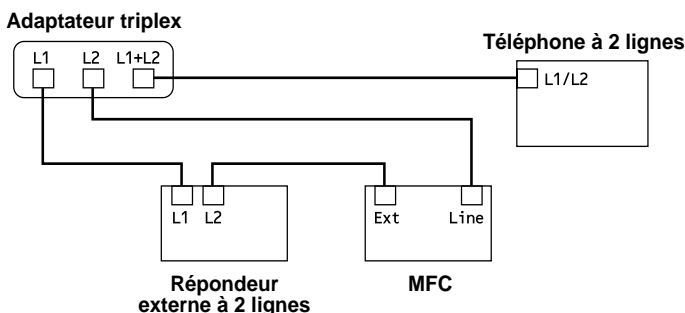 Adaptateur triplex
L1 L2 L1+L2
Téléphone à 2 lignes
L1/L2
L1 L2
Ext Line
Répondeur
externe à 2 lignes
MFC